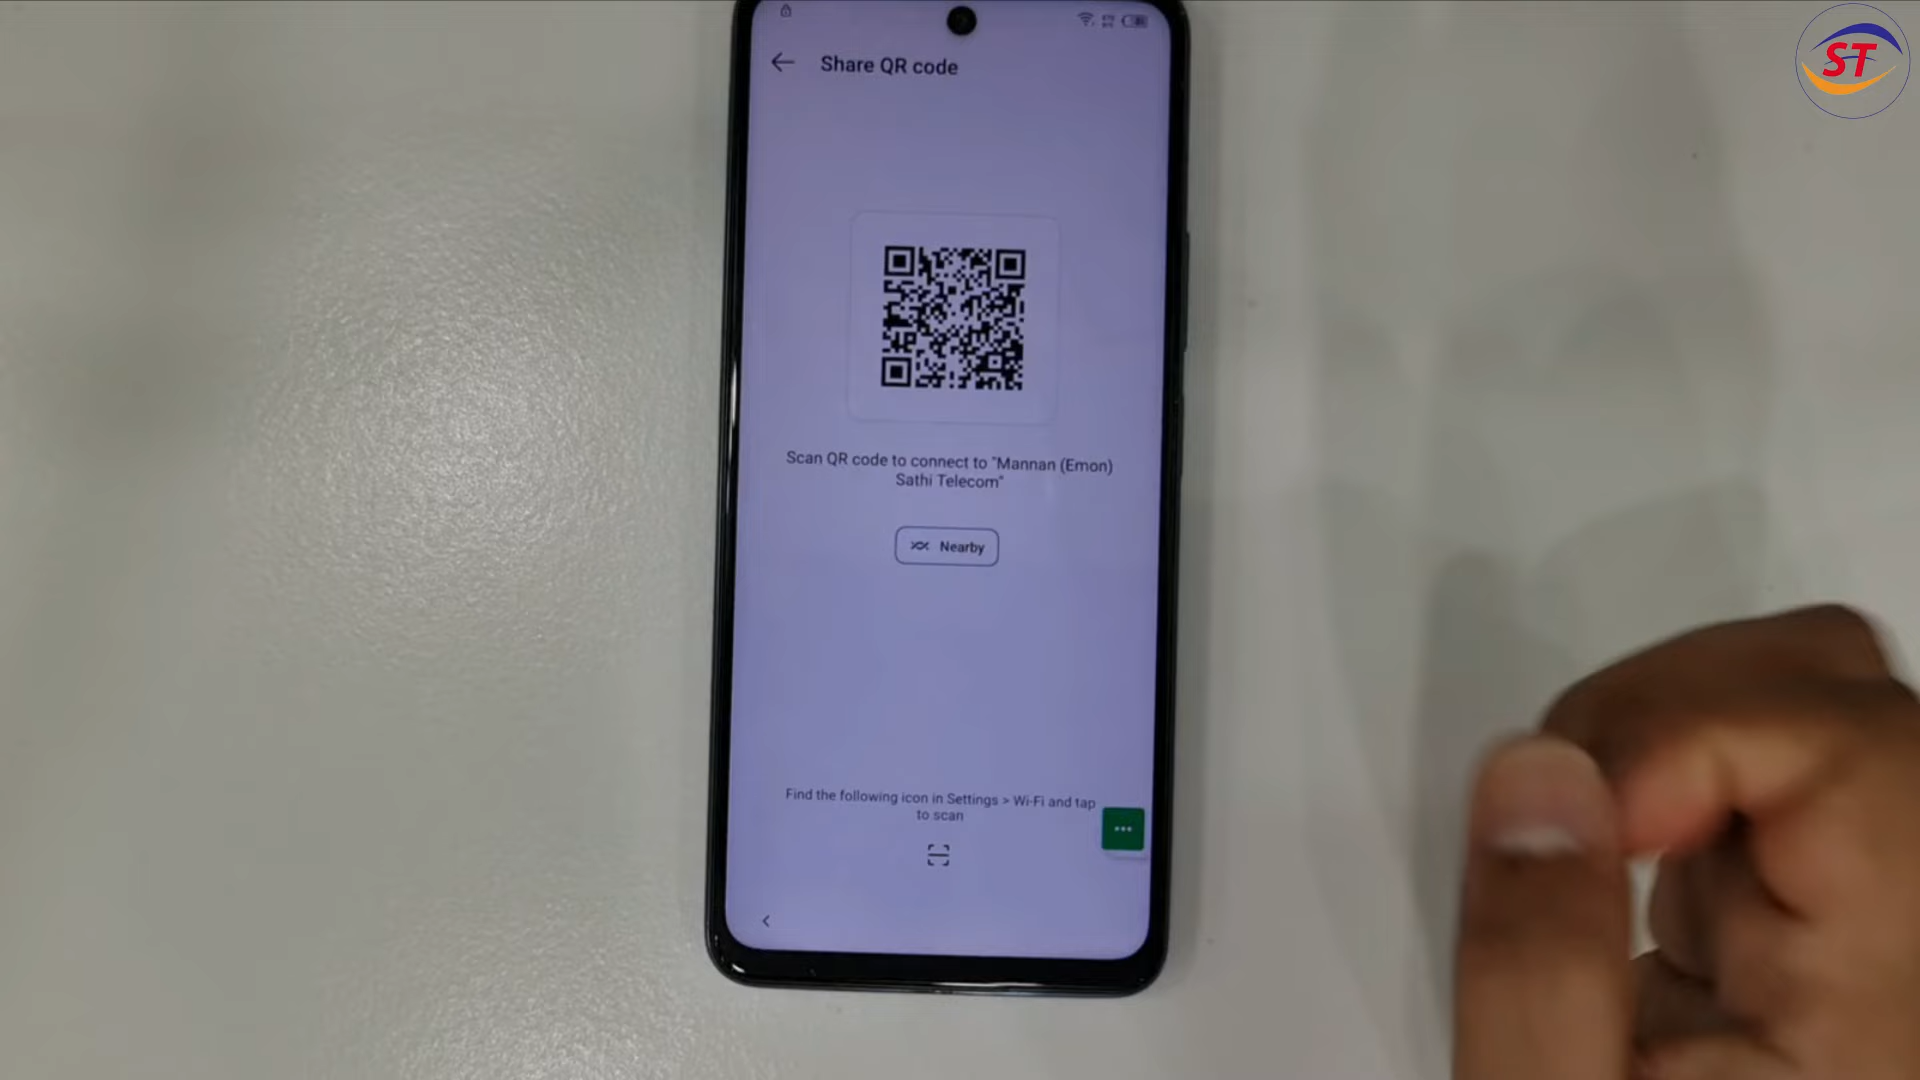 ST
Share QR code
Scan QR code to connect to "Mannan (Emon)
Sathi Telecom"
Nearby
Find the following icon in Settings > Wi-Fi and tap
to scan